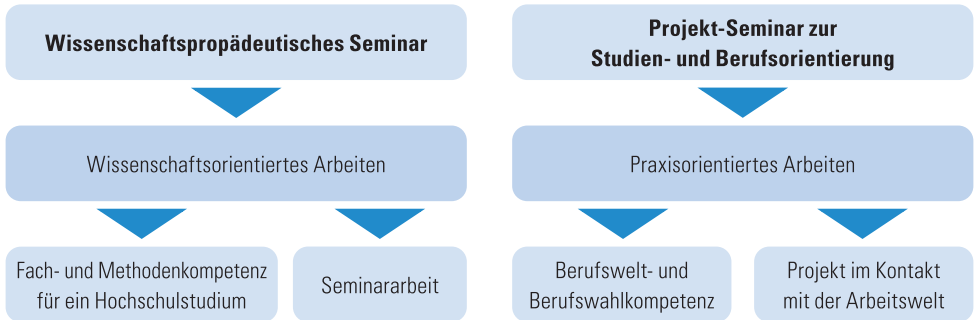 Wissenschaftspropädeutisches Seminar
Projekt-Seminar zur
Studien- und Berufsorientierung
Wissenschaftsorientiertes Arbeiten
Praxisorientiertes Arbeiten
Fach- und Methodenkompetenz
für ein Hochschulstudium
Seminararbeit
Berufswelt- und
Berufswahlkompetenz
Projekt im Kontakt
mit der Arbeitswelt